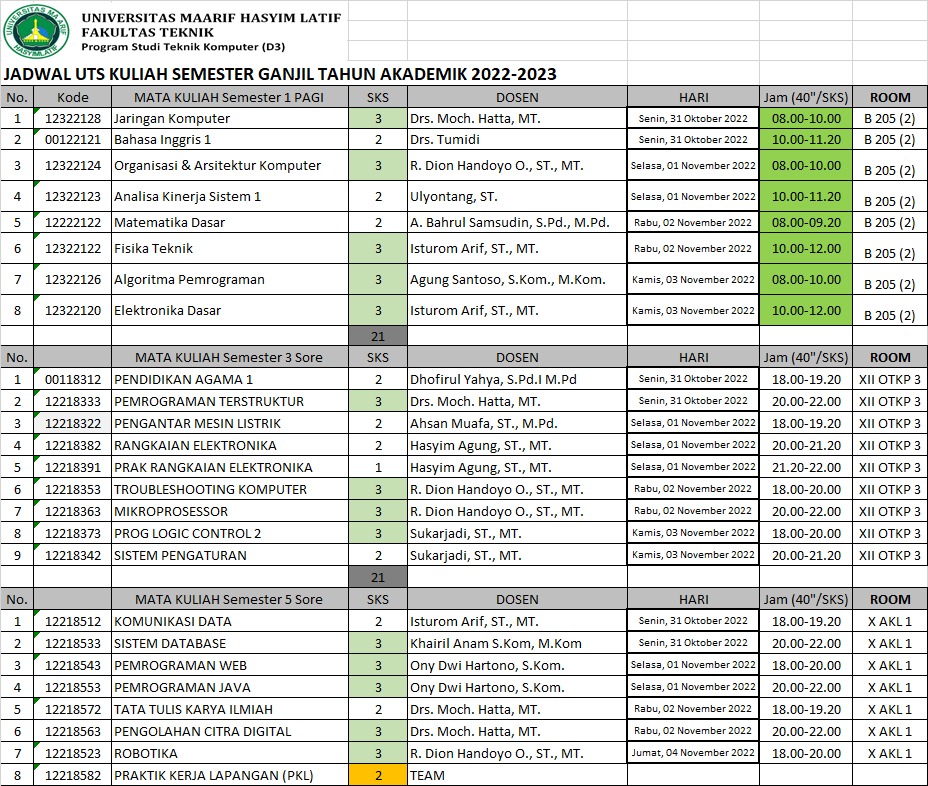 UNIVERSITAS MAARIF HASYIM LATIF
UNIVERSITAS MAARIF HASYIM LATIF
FAKULTAS TEKNIK
Program Studi Teknik Komputer (D3)
JADWAL UTS KULIAH SEMESTER GANJIL TAHUN AKADEMIK 2022-2023
No. Kode MATA KULIAH Semester 1 PAGI SKS DOSEN HARI Jam (40"/SKS) ROOM
1 12322128 Jaringan Komputer 3 Drs. Moch. Hatta, MT. Senin, 31 Oktober 2022 08.00-10.00 B 205 (2)
2 00122121 Bahasa Inggris 1 2 Drs. Tumidi Senin, 31 Oktober 2022 10.00-11.20 B 205 (2)
3 12322124 Organisasi & Arsitektur Komputer 3 R. Dion Handoyo O., ST., MT. Selasa, 01 November 2022 08.00-10.00 B 205 (2)
4 12322123 Analisa Kinerja Sistem 1 2 Ulyontang, ST. Selasa, 01 November 2022 10.00-11.20 B 205 (2)
5 12222122 Matematika Dasar 2 A. Bahrul Samsudin, S.Pd., M.Pd. Rabu, 02 November 2022 08.00-09.20 B 205 (2)
6 12322122 Fisika Teknik 3 Isturom Arif, ST., MT. Rabu, 02 November 2022 10.00-12.00 B 205 (2)
7 12322126 Algoritma Pemrograman 3 Agung Santoso, S.Kom., M.Kom. Kamis, 03 November 2022 08.00-10.00 B 205 (2)
8 12322120 Elektronika Dasar 3 Isturom Arif, ST., MT. Kamis, 03 November 2022 10.00-12.00 B 205 (2)
21
No. MATA KULIAH Semester 3 Sore SKS DOSEN HARI Jam (40"/SKS) ROOM
1 00118312 PENDIDIKAN AGAMA 1 2 Dhofirul Yahya, S.Pd.I M.Pd Senin, 31 Oktober 2022 18.00-19.20 XII OTKP 3
2 12218333 PEMROGRAMAN TERSTRUKTUR 3 Drs. Moch. Hatta, MT. Senin, 31 Oktober 2022 20.00-22.00 XII OTKP 3
3 12218322 PENGANTAR MESIN LISTRIK 2 Ahsan Muafa, ST., M.Pd. Selasa, 01 November 2022 18.00-19.20 XII OTKP 3
4 12218382 RANGKAIAN ELEKTRONIKA 2 Hasyim Agung, ST., MT. Selasa, 01 November 2022 20.00-21.20 XII OTKP 3
5 12218391 PRAK RANGKAIAN ELEKTRONIKA 1 Hasyim Agung, ST., MT. Selasa, 01 November 2022 21.20-22.00 XII OTKP 3
6 12218353 TROUBLESHOOTING KOMPUTER 3 R. Dion Handoyo O., ST., MT. Rabu, 02 November 2022 18.00-20.00 XII OTKP 3
7 12218363 MIKROPROSESSOR 3 R. Dion Handoyo O., ST., MT. Rabu, 02 November 2022 20.00-22.00 XII OTKP 3
8 12218373 PROG LOGIC CONTROL 2 3 Sukarjadi, ST., MT. Kamis, 03 November 2022 18.00-20.00 XII OTKP 3
9 12218342 SISTEM PENGATURAN 2 Sukarjadi, ST., MT. Kamis, 03 November 2022 20.00-21.20 XII OTKP 3
21
No. MATA KULIAH Semester 5 Sore SKS DOSEN HARI Jam (40"/SKS) ROOM
1 12218512 KOMUNIKASI DATA 2 Isturom Arif, ST., MT. Senin, 31 Oktober 2022 18.00-19.20 X AKL 1
2 12218533 SISTEM DATABASE 3 Khairil Anam S.Kom, M.Kom Senin, 31 Oktober 2022 20.00-22.00 X AKL 1
3 12218543 PEMROGRAMAN WEB 3 Ony Dwi Hartono, S.Kom. Selasa, 01 November 2022 18.00-20.00 X AKL 1
4 12218553 PEMROGRAMAN JAVA 3 Ony Dwi Hartono, S.Kom. Selasa, 01 November 2022 20.00-22.00 X AKL 1
5 12218572 TATA TULIS KARYA ILMIAH 2 Drs. Moch. Hatta, MT. Rabu, 02 November 2022 18.00-19.20 X AKL 1
6 12218563 PENGOLAHAN CITRA DIGITAL 3 Drs. Moch. Hatta, MT. Rabu, 02 November 2022 20.00-22.00 X AKL 1
7 12218523 ROBOTIKA 3 R. Dion Handoyo O., ST., MT. Jumat, 04 November 2022 18.00-20.00 X AKL 1
8 12218582 PRAKTIK KERJA LAPANGAN (PKL) 2 TEAM